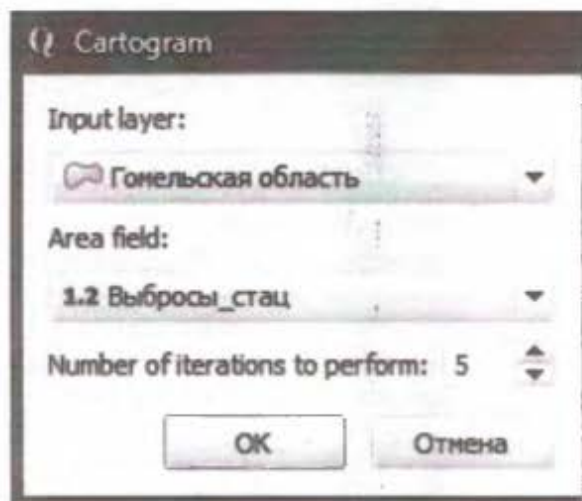 Cartogram
Input layer:
Гомельская область
Area field:
1.2 Выбросы_стац
Number of iterations to perform: 5
OK Отмена